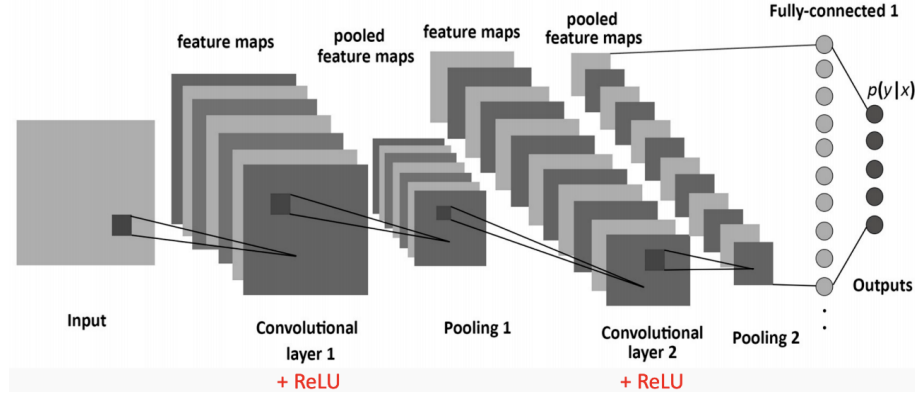 Fully-connected 1
feature maps
pooled
feature maps
feature maps
pooled
feature maps
p(y|x)
Input
Convolutional
layer 1
Pooling 1
Convolutional
layer 2
Pooling 2
Outputs
+ ReLU
+ ReLU